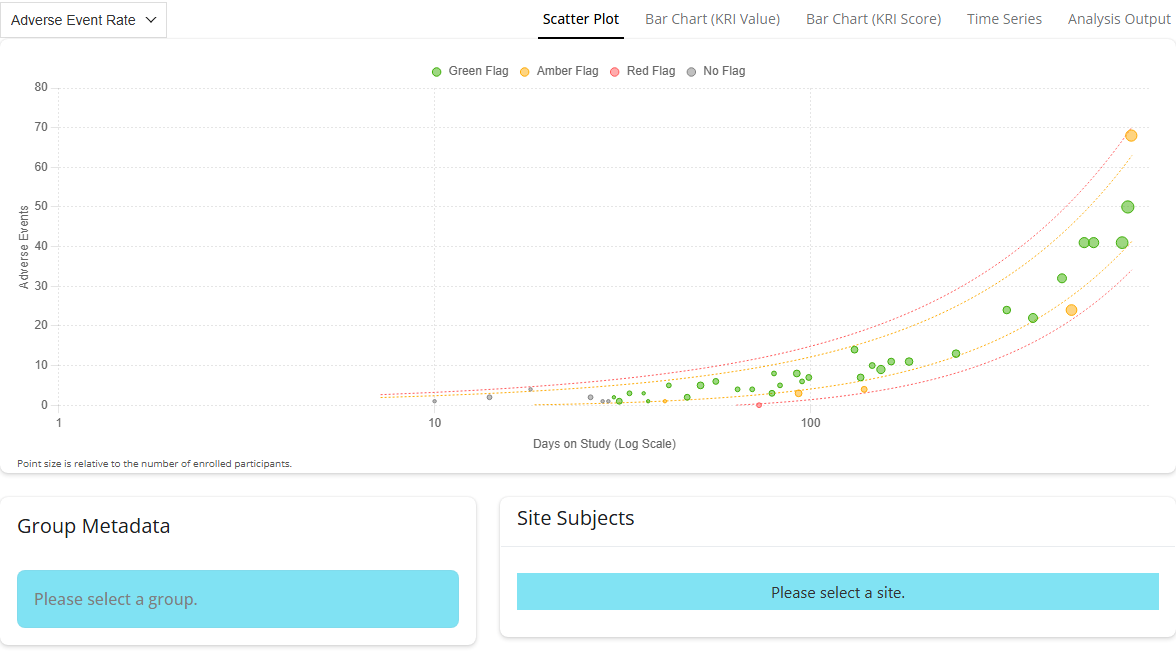 Adverse Event Rate
Scatter Plot Bar Chart (KRI Value) Bar Chart (KRI Score) Time Series Analysis Output
Green Flag Amber Flag Red Flag No Flag
80
70
60
50
40
30
20
10
0
Adverse Events
1 10 100
Days on Study (Log Scale)
Point size is relative to the number of enrolled participants.
Group Metadata
Please select a group.
Site Subjects
Please select a site.